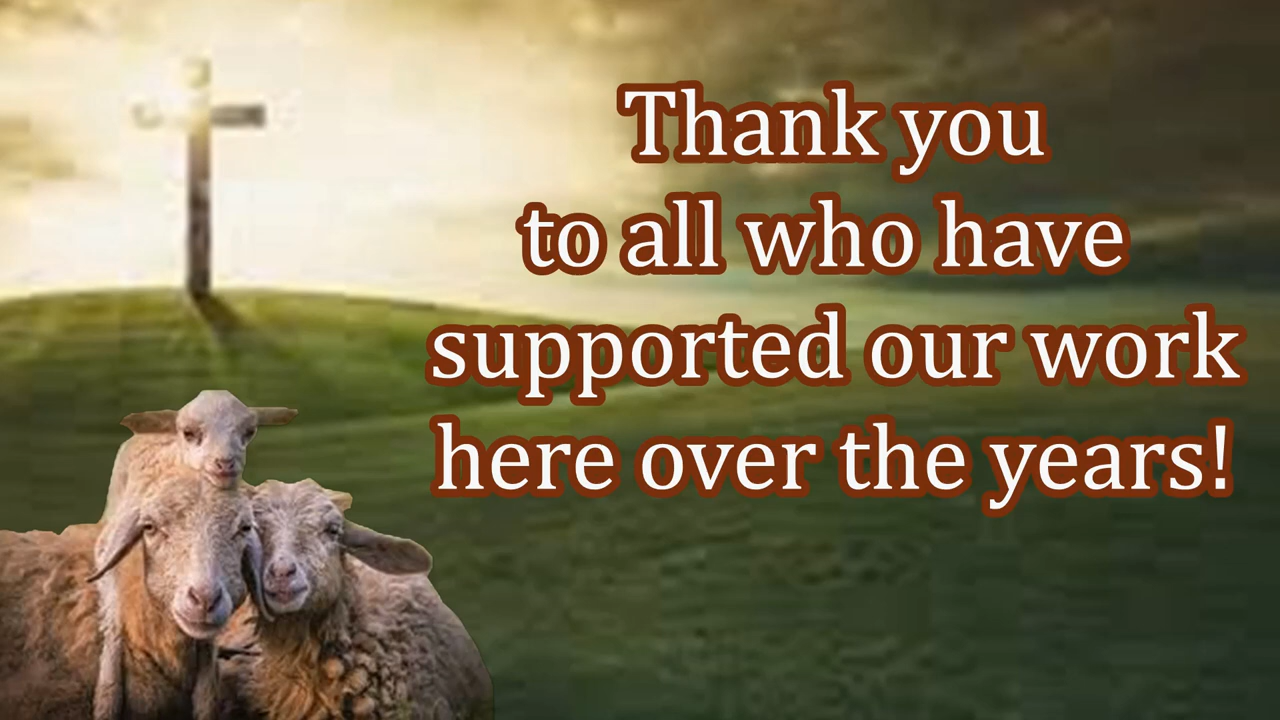 Thank you
to all who have
supported our work
here over the years!